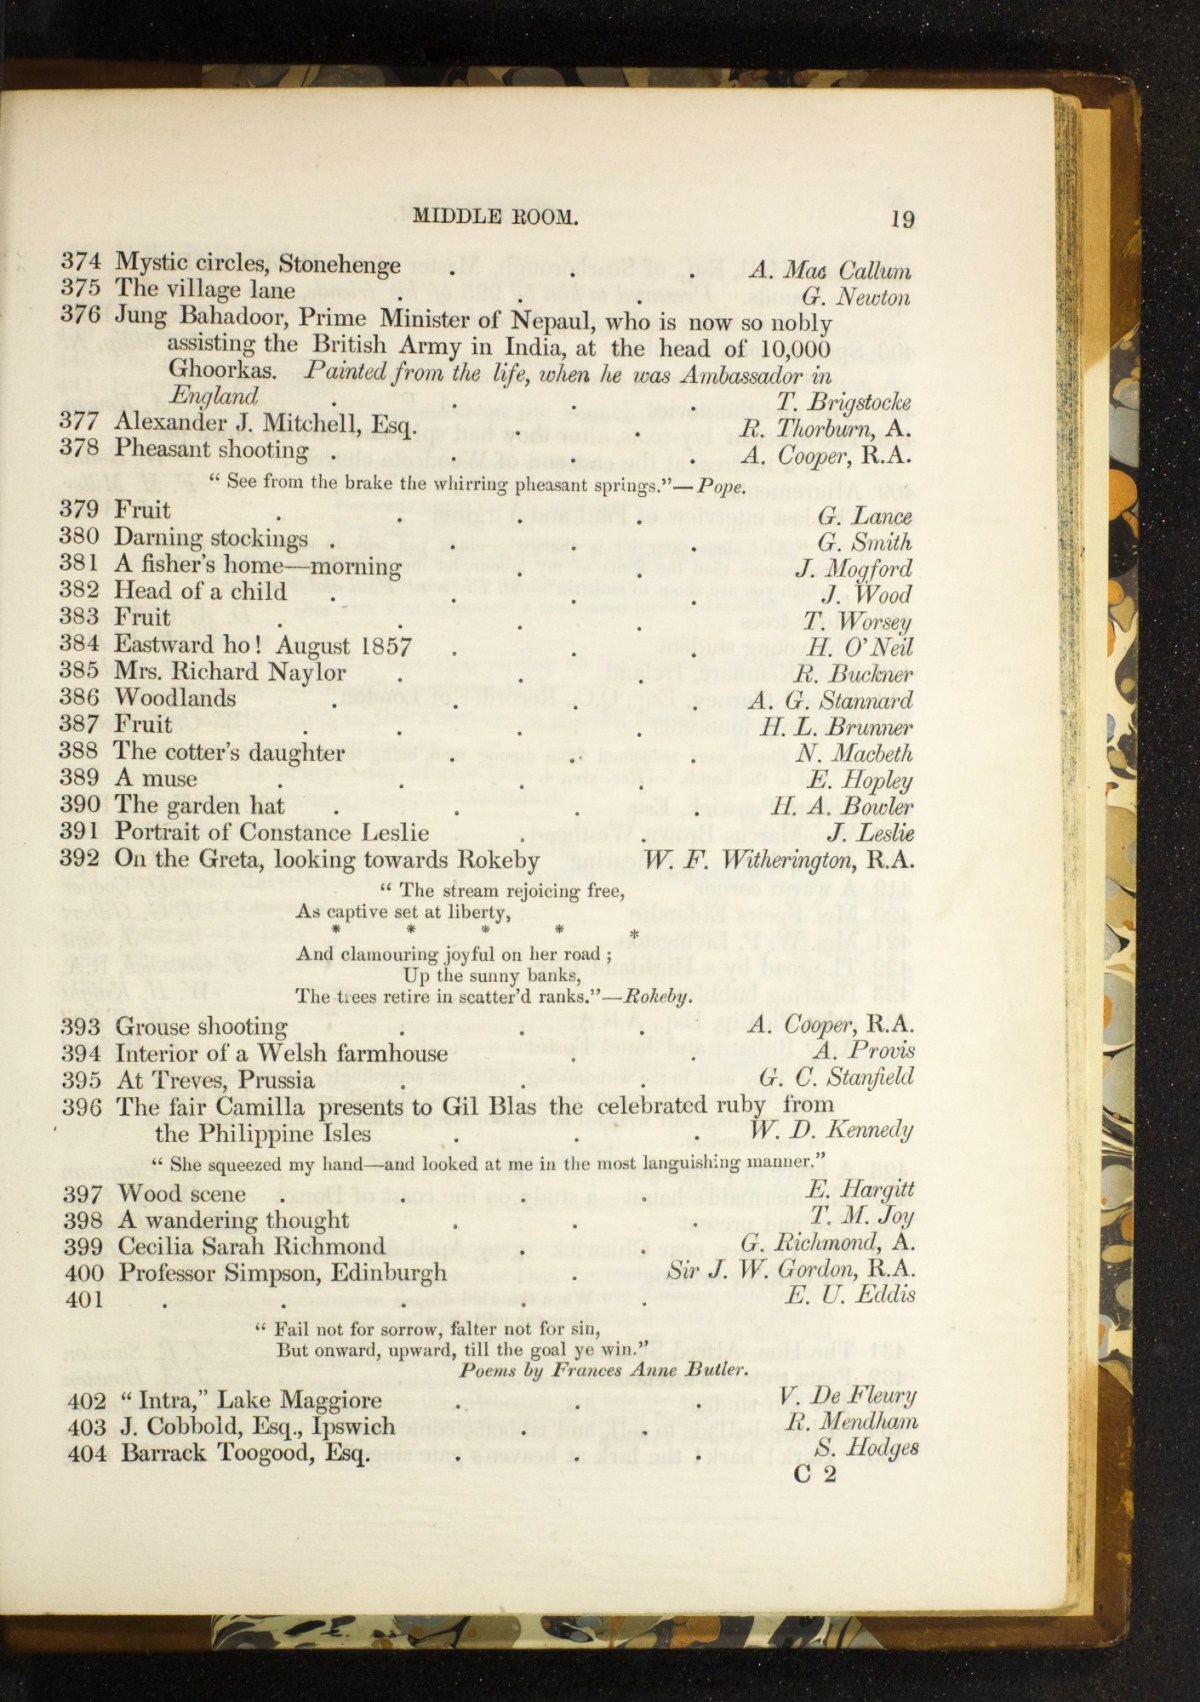 MIDDLE ROOM. 19
374 Mystic circles, Stonehenge . . . A. Mac Callum
375 The village lane . . . G. Newton
376 Jung Bahadoor, Prime Minister of Nepaul, who is now so nobly
assisting the British Army in India, at the head of 10,000
Ghoorkas. Painted from the life, when he was Ambassador in
England . . . . T. Brigstocke
377 Alexander J. Mitchell, Esq. . . R. Thorburn, A.
378 Pheasant shooting . . . . A. Cooper, R.A.
“ See from the brake the whirring pheasant springs.”—Pope.
379 Fruit . . . . G. Lance
380 Darning stockings . . . . G. Smith
381 A fisher's home—morning . . J. Mogford
382 Head of a child . . . . J. Wood
383 Fruit . . . . T. Worsey
384 Eastward ho! August 1857 . . . H. O'Neil
385 Mrs. Richard Naylor . . . R. Buckner
386 Woodlands . . . . A. G. Stannard
387 Fruit . . . . H. L. Brunner
388 The cotter's daughter . . . N. Macbeth
389 A muse . . . . E. Hopley
390 The garden hat . . . . H. A. Bowler
391 Portrait of Constance Leslie . . J. Leslie
392 On the Greta, looking towards Rokeby W. F. Witherington, R.A.
“ The stream rejoicing free,
As captive set at liberty,
* * * * *
And clamouring joyful on her road ;
Up the sunny banks,
The trees retire in scatter'd ranks.”—Rokeby.
393 Grouse shooting . . . A. Cooper, R.A.
394 Interior of a Welsh farmhouse . . A. Provis
395 At Treves, Prussia . . . G. C. Stanfield
396 The fair Camilla presents to Gil Blas the celebrated ruby from
the Philippine Isles . . . W. D. Kennedy
“ She squeezed my hand—and looked at me in the most languishing manner.”
397 Wood scene . . . . E. Hargitt
398 A wandering thought . . . T. M. Joy
399 Cecilia Sarah Richmond . . G. Richmond, A.
400 Professor Simpson, Edinburgh . Sir J. W. Gordon, R.A.
401 . . . . . E. U. Eddis
“ Fail not for sorrow, falter not for sin,
But onward, upward, till the goal ye win.”
Poems by Frances Anne Butler.
402 “ Intra,” Lake Maggiore . . . V. De Fleury
403 J. Cobbold, Esq., Ipswich . . R. Mendham
404 Barrack Toogood, Esq. . . . S. Hodges
C 2